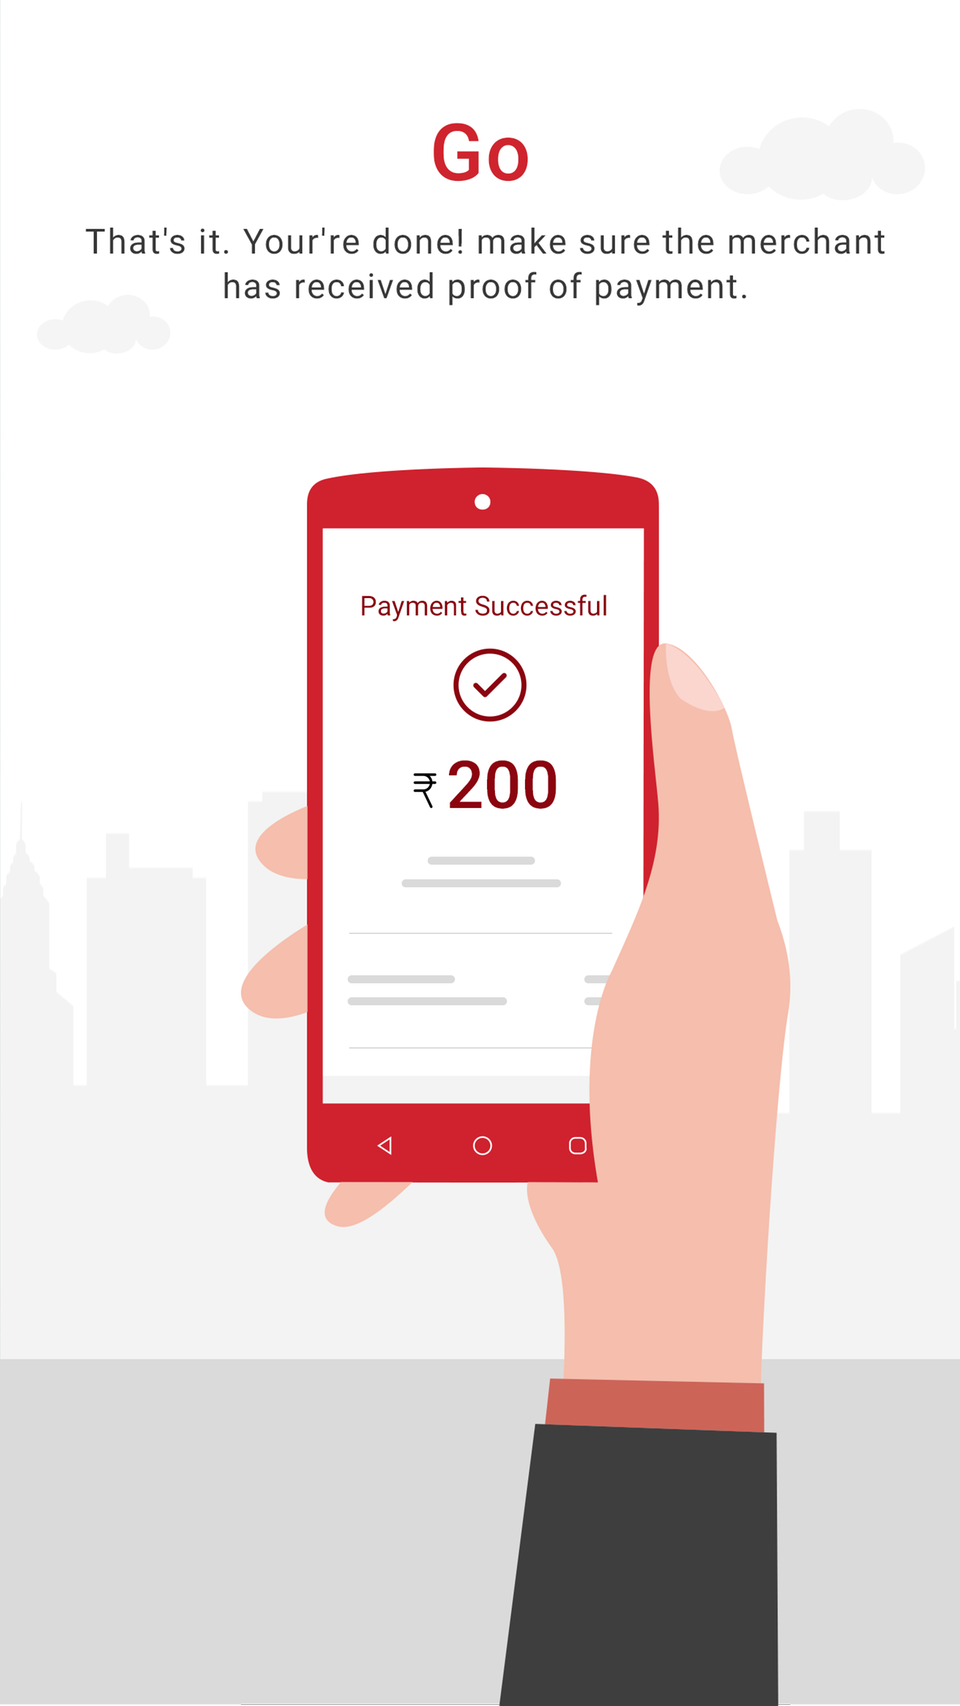 Go
That's it. Your're done! make sure the merchant
has received proof of payment.
Payment Successful
₹ 200